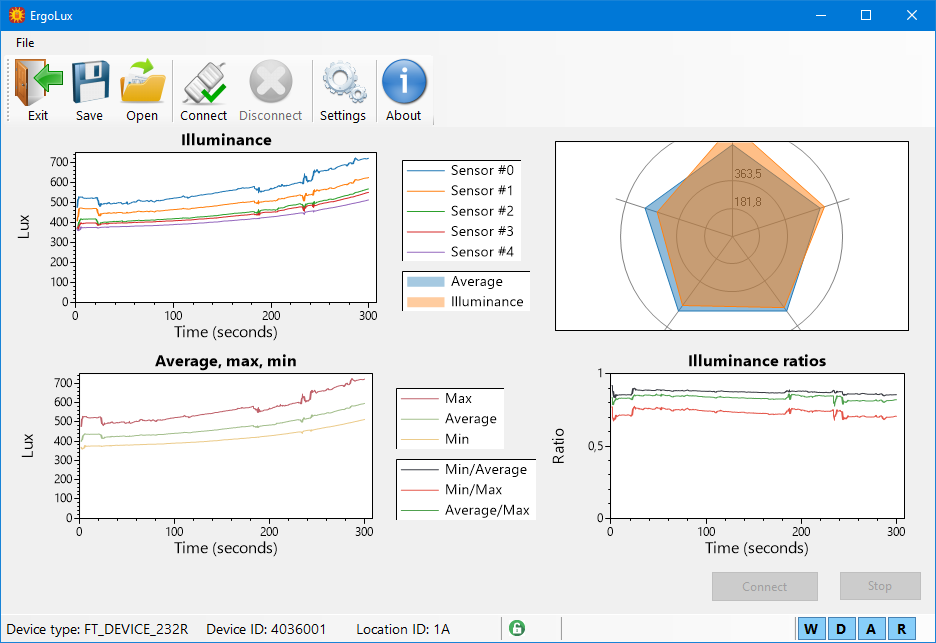 ErgoLux
File
Exit Save Open Connect Disconnect Settings About
Illuminance
700
600
500
400
300
200
100
0
Lux
0 100 200 300
Time (seconds)
Sensor #0
Sensor #1
Sensor #2
Sensor #3
Sensor #4
Average
Illuminance
363,5
181,8
Average, max, min
700
600
500
400
300
200
100
0
Lux
0 100 200 300
Time (seconds)
Max
Average
Min
Min/Average
Min/Max
Average/Max
Illuminance ratios
1
0,5
0
Ratio
0 100 200 300
Time (seconds)
Connect Stop
Device type: FT_DEVICE_232R Device ID: 4036001 Location ID: 1A W D A R